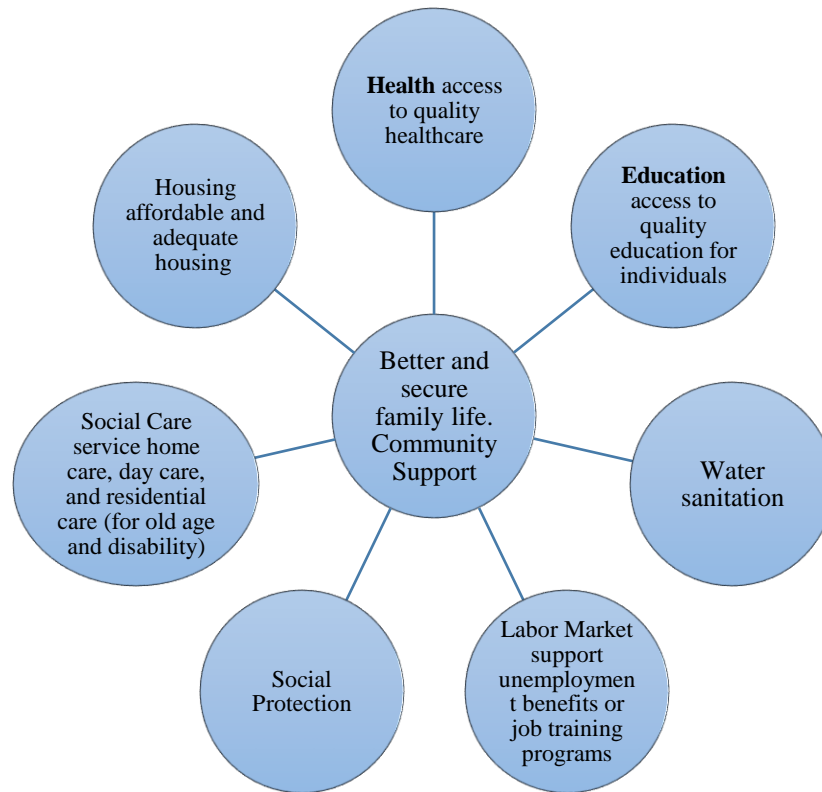 Health access
to quality
healthcare
Education
access to
quality
education for
individuals
Water
sanitation
Labor Market
support
unemploymen
t benefits or
job training
programs
Social
Protection
Social Care
service home
care, day care,
and residential
care (for old age
and disability)
Housing
affordable and
adequate
housing
Better and
secure
family life.
Community
Support